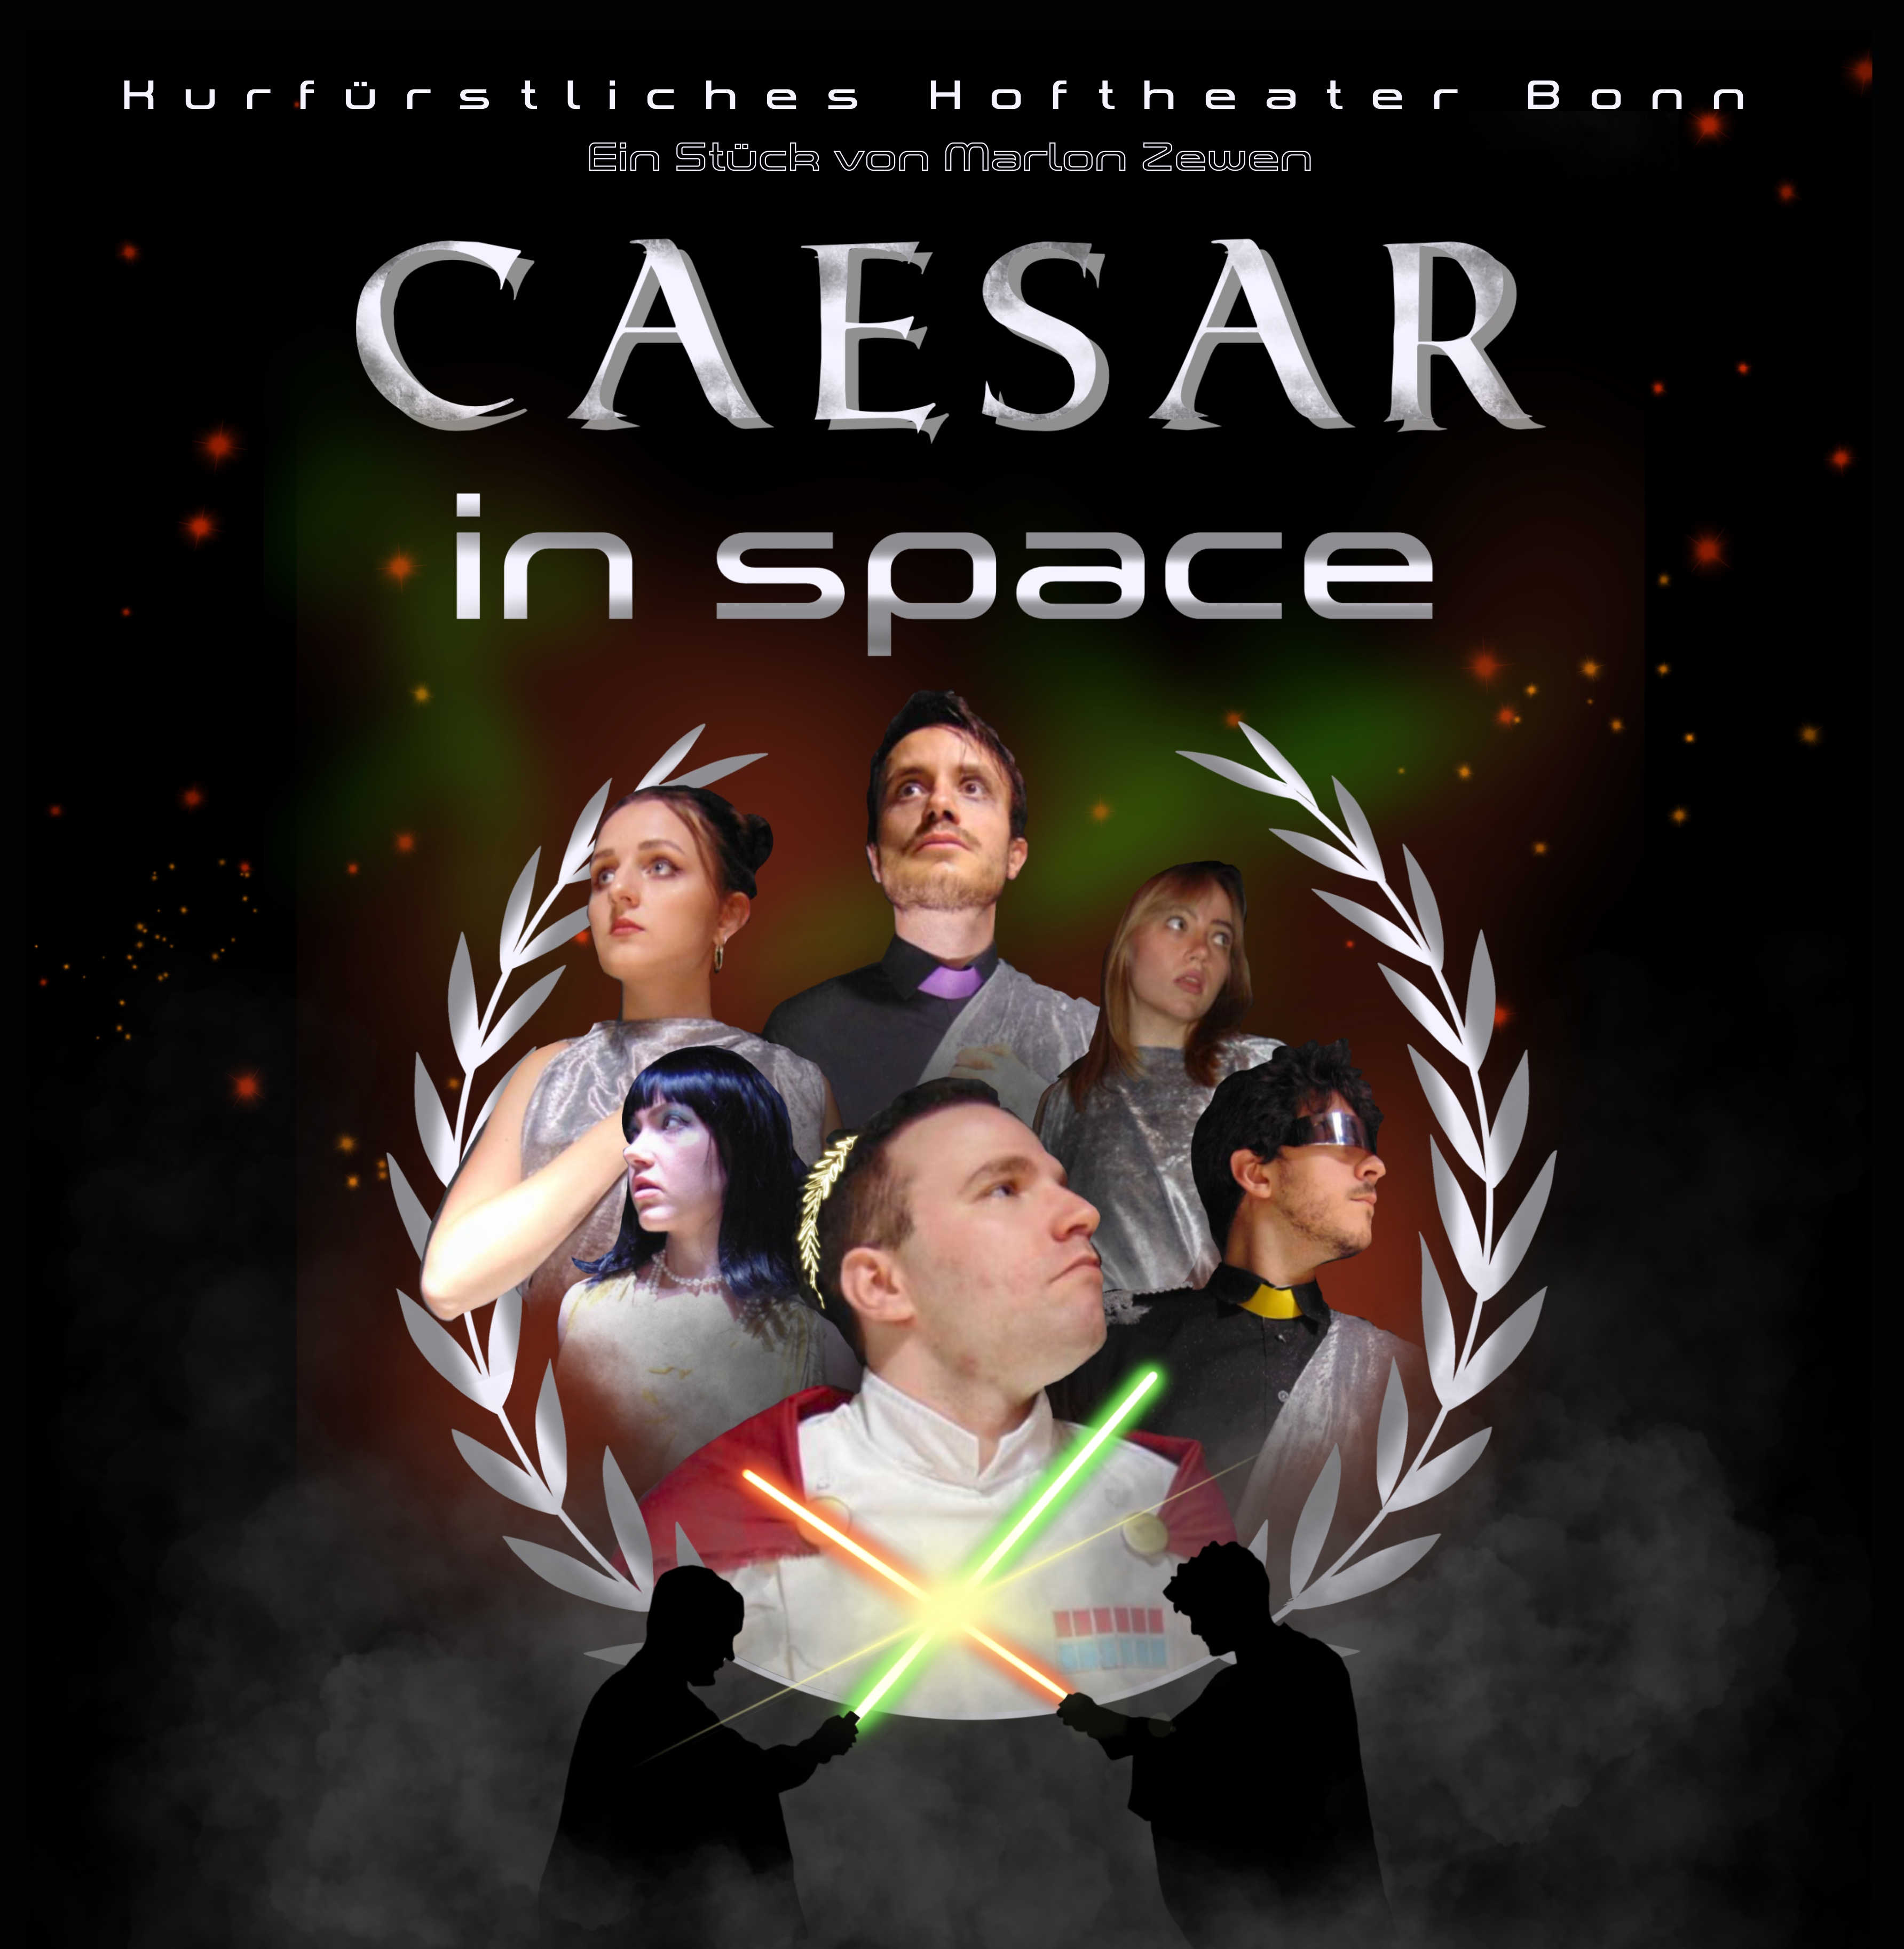 Kurfürstliches Hoftheater Bonn
Ein Stück von Marlon Zewen
CAESAR
in space